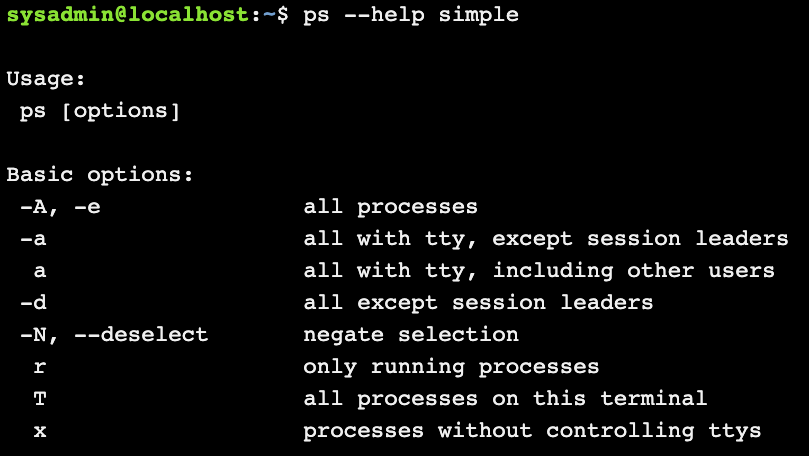 sysadmin@localhost:~$ ps --help simple
Usage:
ps [options]
Basic options:
-A, -e all processes
-a all with tty, except session leaders
a all with tty, including other users
-d all except session leaders
-N, --deselect negate selection
r only running processes
T all processes on this terminal
x processes without controlling ttys